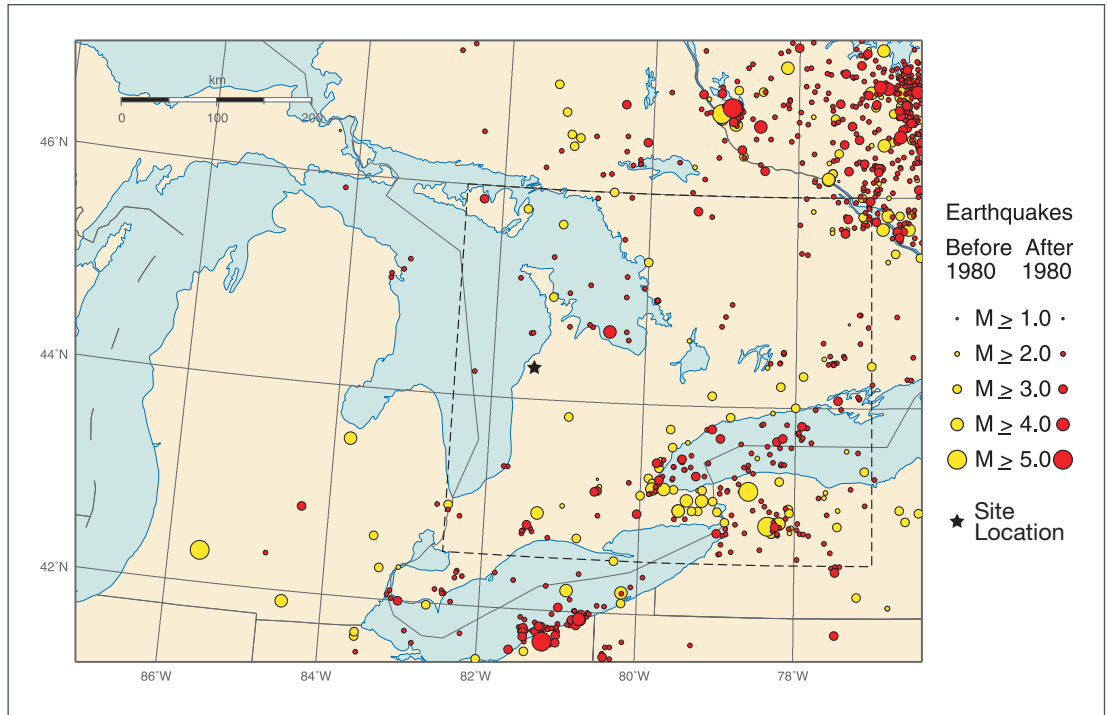 km
0 100 200
46°N
44°N
42°N
86°W 84°W 82°W 80°W 78°W
Earthquakes
Before After
1980 1980
M ≥ 1.0
M ≥ 2.0
M ≥ 3.0
M ≥ 4.0
M ≥ 5.0
Site
Location